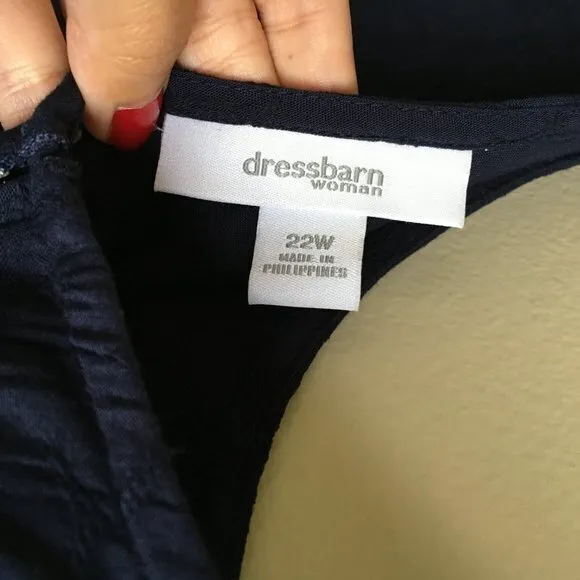 dressbarn
woman
22W
MADE IN
PHILIPPINES